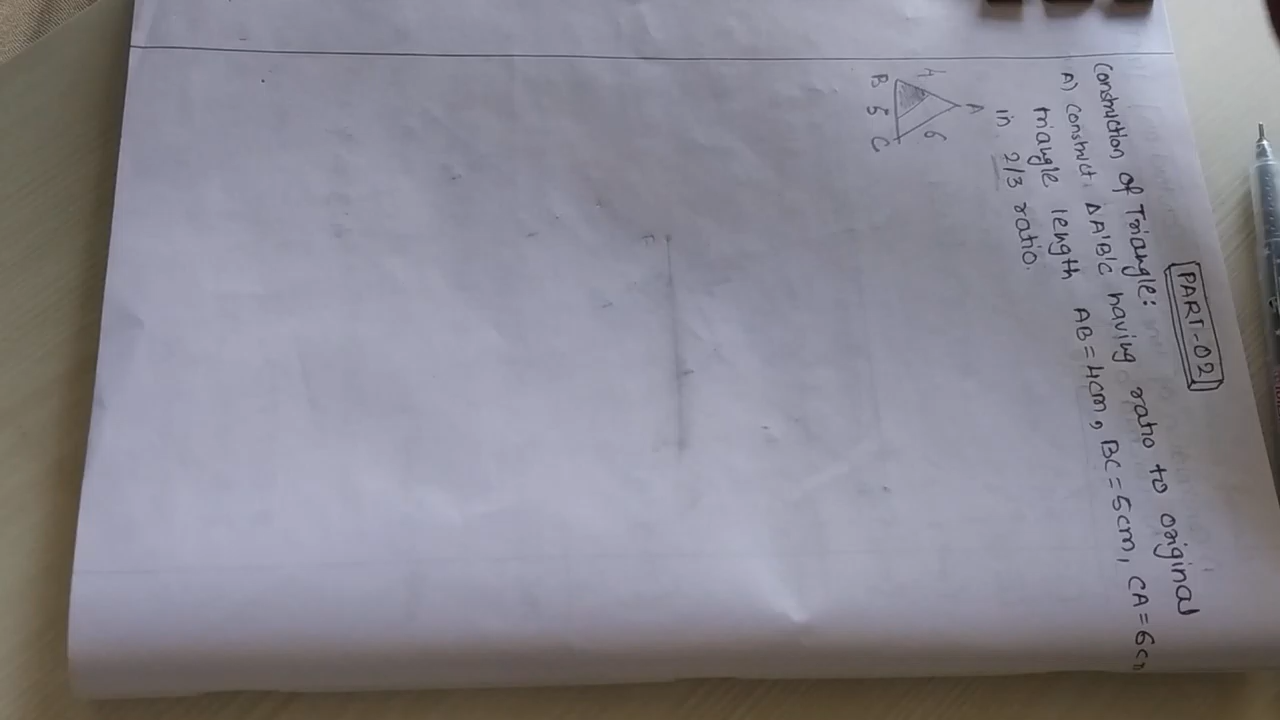 PART-02
Construction of Triangle:
A) Construct ΔA'B'C having ratio to original
triangle length AB=4cm, BC=5cm, CA=6c
in 2/3 ratio.
A
4 6
B 5 C